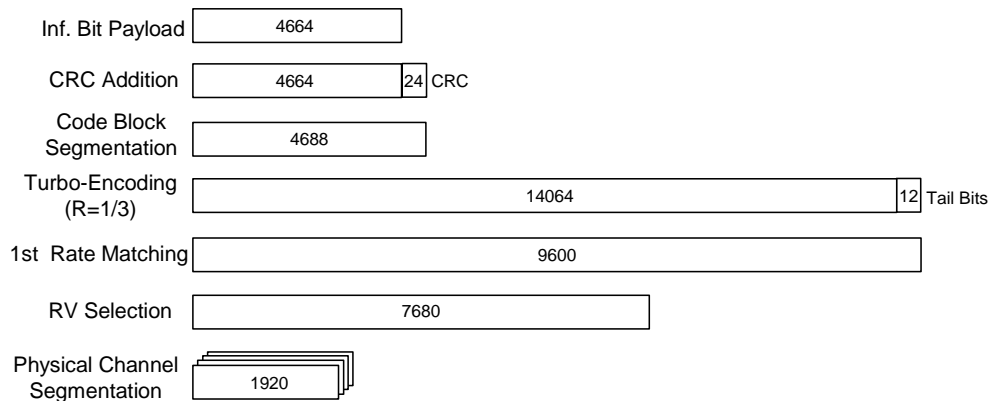 Inf. Bit Payload 4664
CRC Addition 4664 24 CRC
Code Block
Segmentation 4688
Turbo-Encoding
(R=1/3) 14064 12 Tail Bits
1st Rate Matching 9600
RV Selection 7680
Physical Channel
Segmentation 1920